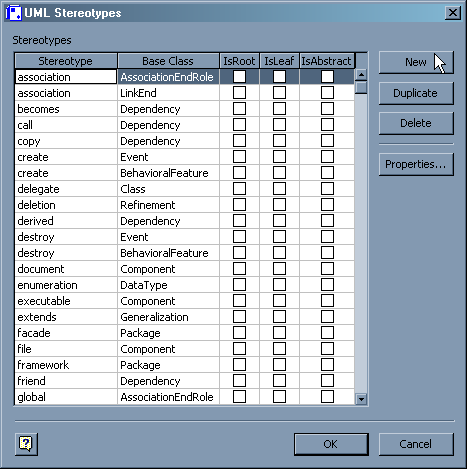 UML Stereotypes
Stereotypes
Stereotype Base Class IsRoot IsLeaf IsAbstract
association AssociationEndRole
association LinkEnd
becomes Dependency
call Dependency
copy Dependency
create Event
create BehavioralFeature
delegate Class
deletion Refinement
derived Dependency
destroy Event
destroy BehavioralFeature
document Component
enumeration DataType
executable Component
extends Generalization
facade Package
file Component
framework Package
friend Dependency
global AssociationEndRole
New
Duplicate
Delete
Properties...
?
OK
Cancel